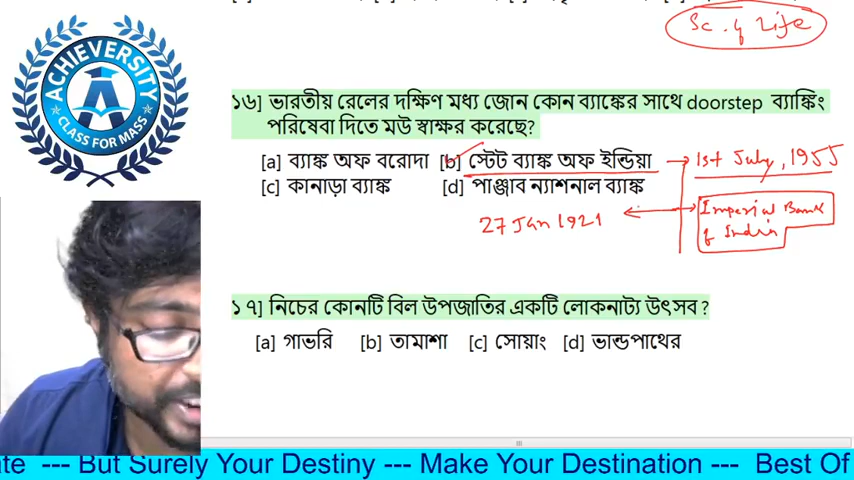 Sc. of Life
ACHIEVERSITY
CLASS FOR MASS
১৬] ভারতীয় রেলের দক্ষিণ মধ্য জোন কোন ব্যাঙ্কের সাথে doorstep ব্যাঙ্কিং
পরিষেবা দিতে মউ স্বাক্ষর করেছে?
[a] ব্যাঙ্ক অফ বরোদা [b] স্টেট ব্যাঙ্ক অফ ইন্ডিয়া → 1st July, 1955
[c] কানাড়া ব্যাঙ্ক [d] পাঞ্জাব ন্যাশনাল ব্যাঙ্ক
27 Jan 1921 Imperial Bank
of India
১৭] নিচের কোনটি বিল উপজাতির একটি লোকনাট্য উৎসব?
[a] গাভরি [b] তামাশা [c] সোয়াং [d] ভান্ডপাথের
ate --- But Surely Your Destiny --- Make Your Destination --- Best Of